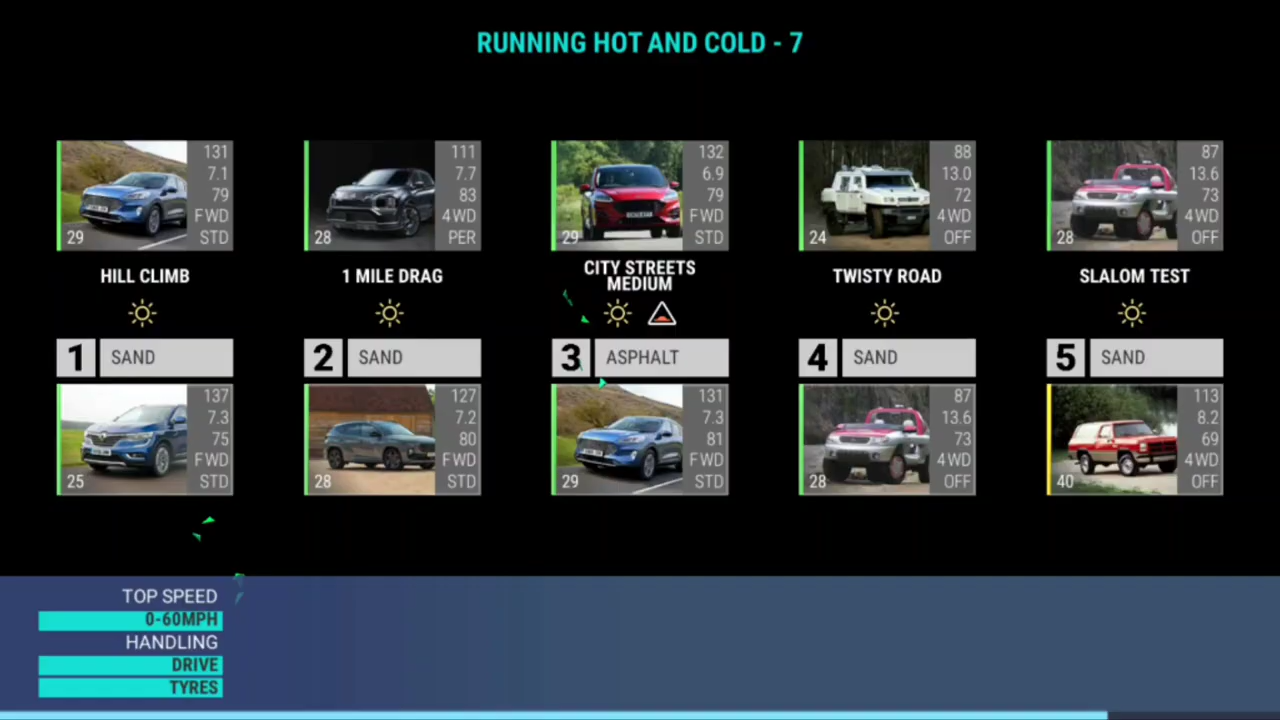 RUNNING HOT AND COLD - 7
131
7.1
79
FWD
STD
29
111
7.7
83
4WD
PER
28
132
6.9
79
FWD
STD
29
88
13.0
72
4WD
OFF
24
87
13.6
73
4WD
OFF
28
HILL CLIMB
1 MILE DRAG
CITY STREETS
MEDIUM
TWISTY ROAD
SLALOM TEST
1 SAND
2 SAND
3 ASPHALT
4 SAND
5 SAND
137
7.3
75
FWD
STD
25
127
7.2
80
FWD
STD
28
131
7.3
81
FWD
STD
29
87
13.6
73
4WD
OFF
28
113
8.2
69
4WD
OFF
40
TOP SPEED
0-60MPH
HANDLING
DRIVE
TYRES